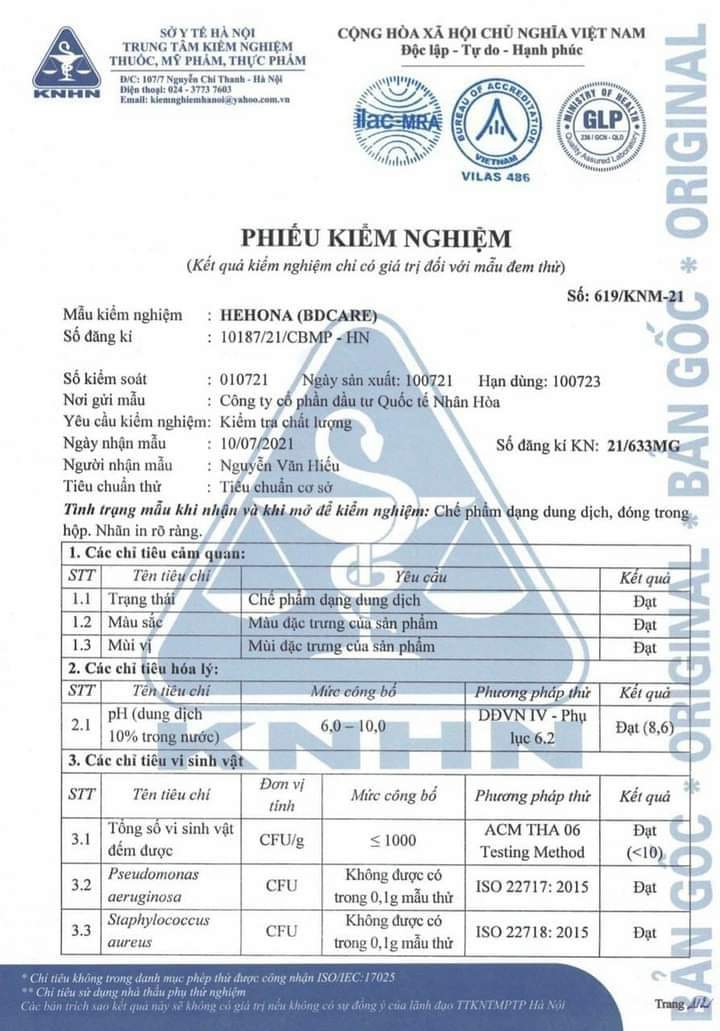 SỞ Y TẾ HÀ NỘI
TRUNG TÂM KIỂM NGHIỆM
THUỐC, MỸ PHẨM, THỰC PHẨM
Đ/C: 107/7 Nguyễn Chí Thanh - Hà Nội
Điện thoại: 024 - 3773 7603
Email: kiemnghiemhanoi@yahoo.com.vn
KNHN
CỘNG HÒA XÃ HỘI CHỦ NGHĨA VIỆT NAM
Độc lập - Tự do - Hạnh phúc
ilac-MRA
BUREAU OF ACCREDITATION
VIETNAM
VILAS 486
MINISTRY OF HEALTH
GLP
236 / GCN - QLD
Quality Assured Laboratory
PHIẾU KIỂM NGHIỆM
(Kết quả kiểm nghiệm chỉ có giá trị đối với mẫu đem thử)
Số: 619/KNM-21
Mẫu kiểm nghiệm : HEHONA (BDCARE)
Số đăng kí : 10187/21/CBMP - HN
Số kiểm soát : 010721 Ngày sản xuất: 100721 Hạn dùng: 100723
Nơi gửi mẫu : Công ty cổ phần đầu tư Quốc tế Nhân Hòa
Yêu cầu kiểm nghiệm: Kiểm tra chất lượng
Ngày nhận mẫu : 10/07/2021 Số đăng kí KN: 21/633MG
Người nhận mẫu : Nguyễn Văn Hiếu
Tiêu chuẩn thử : Tiêu chuẩn cơ sở
Tình trạng mẫu khi nhận và khi mở để kiểm nghiệm: Chế phẩm dạng dung dịch, đóng trong
hộp. Nhãn in rõ ràng.
1. Các chỉ tiêu cảm quan:
STT Tên tiêu chí Yêu cầu Kết quả
1.1 Trạng thái Chế phẩm dạng dung dịch Đạt
1.2 Màu sắc Màu đặc trưng của sản phẩm Đạt
1.3 Mùi vị Mùi đặc trưng của sản phẩm Đạt
2. Các chỉ tiêu hóa lý:
STT Tên tiêu chí Mức công bố Phương pháp thử Kết quả
2.1 pH (dung dịch 10% trong nước) 6,0 – 10,0 DĐVN IV - Phụ lục 6.2 Đạt (8,6)
3. Các chỉ tiêu vi sinh vật
STT Tên tiêu chí Đơn vị tính Mức công bố Phương pháp thử Kết quả
3.1 Tổng số vi sinh vật đếm được CFU/g ≤ 1000 ACM THA 06 Testing Method Đạt (<10)
3.2 Pseudomonas aeruginosa CFU Không được có trong 0,1g mẫu thử ISO 22717: 2015 Đạt
3.3 Staphylococcus aureus CFU Không được có trong 0,1g mẫu thử ISO 22718: 2015 Đạt
KNHN
BẢN GỐC * ORIGINAL * BẢN GỐC * ORIGINAL
* Chỉ tiêu không trong danh mục phép thử được công nhận ISO/IEC:17025
** Chỉ tiêu sử dụng nhà thầu phụ thử nghiệm
Các bản trích sao kết quả này sẽ không có giá trị nếu không có sự đồng ý của lãnh đạo TTKNTMPTP Hà Nội
Trang 1/2